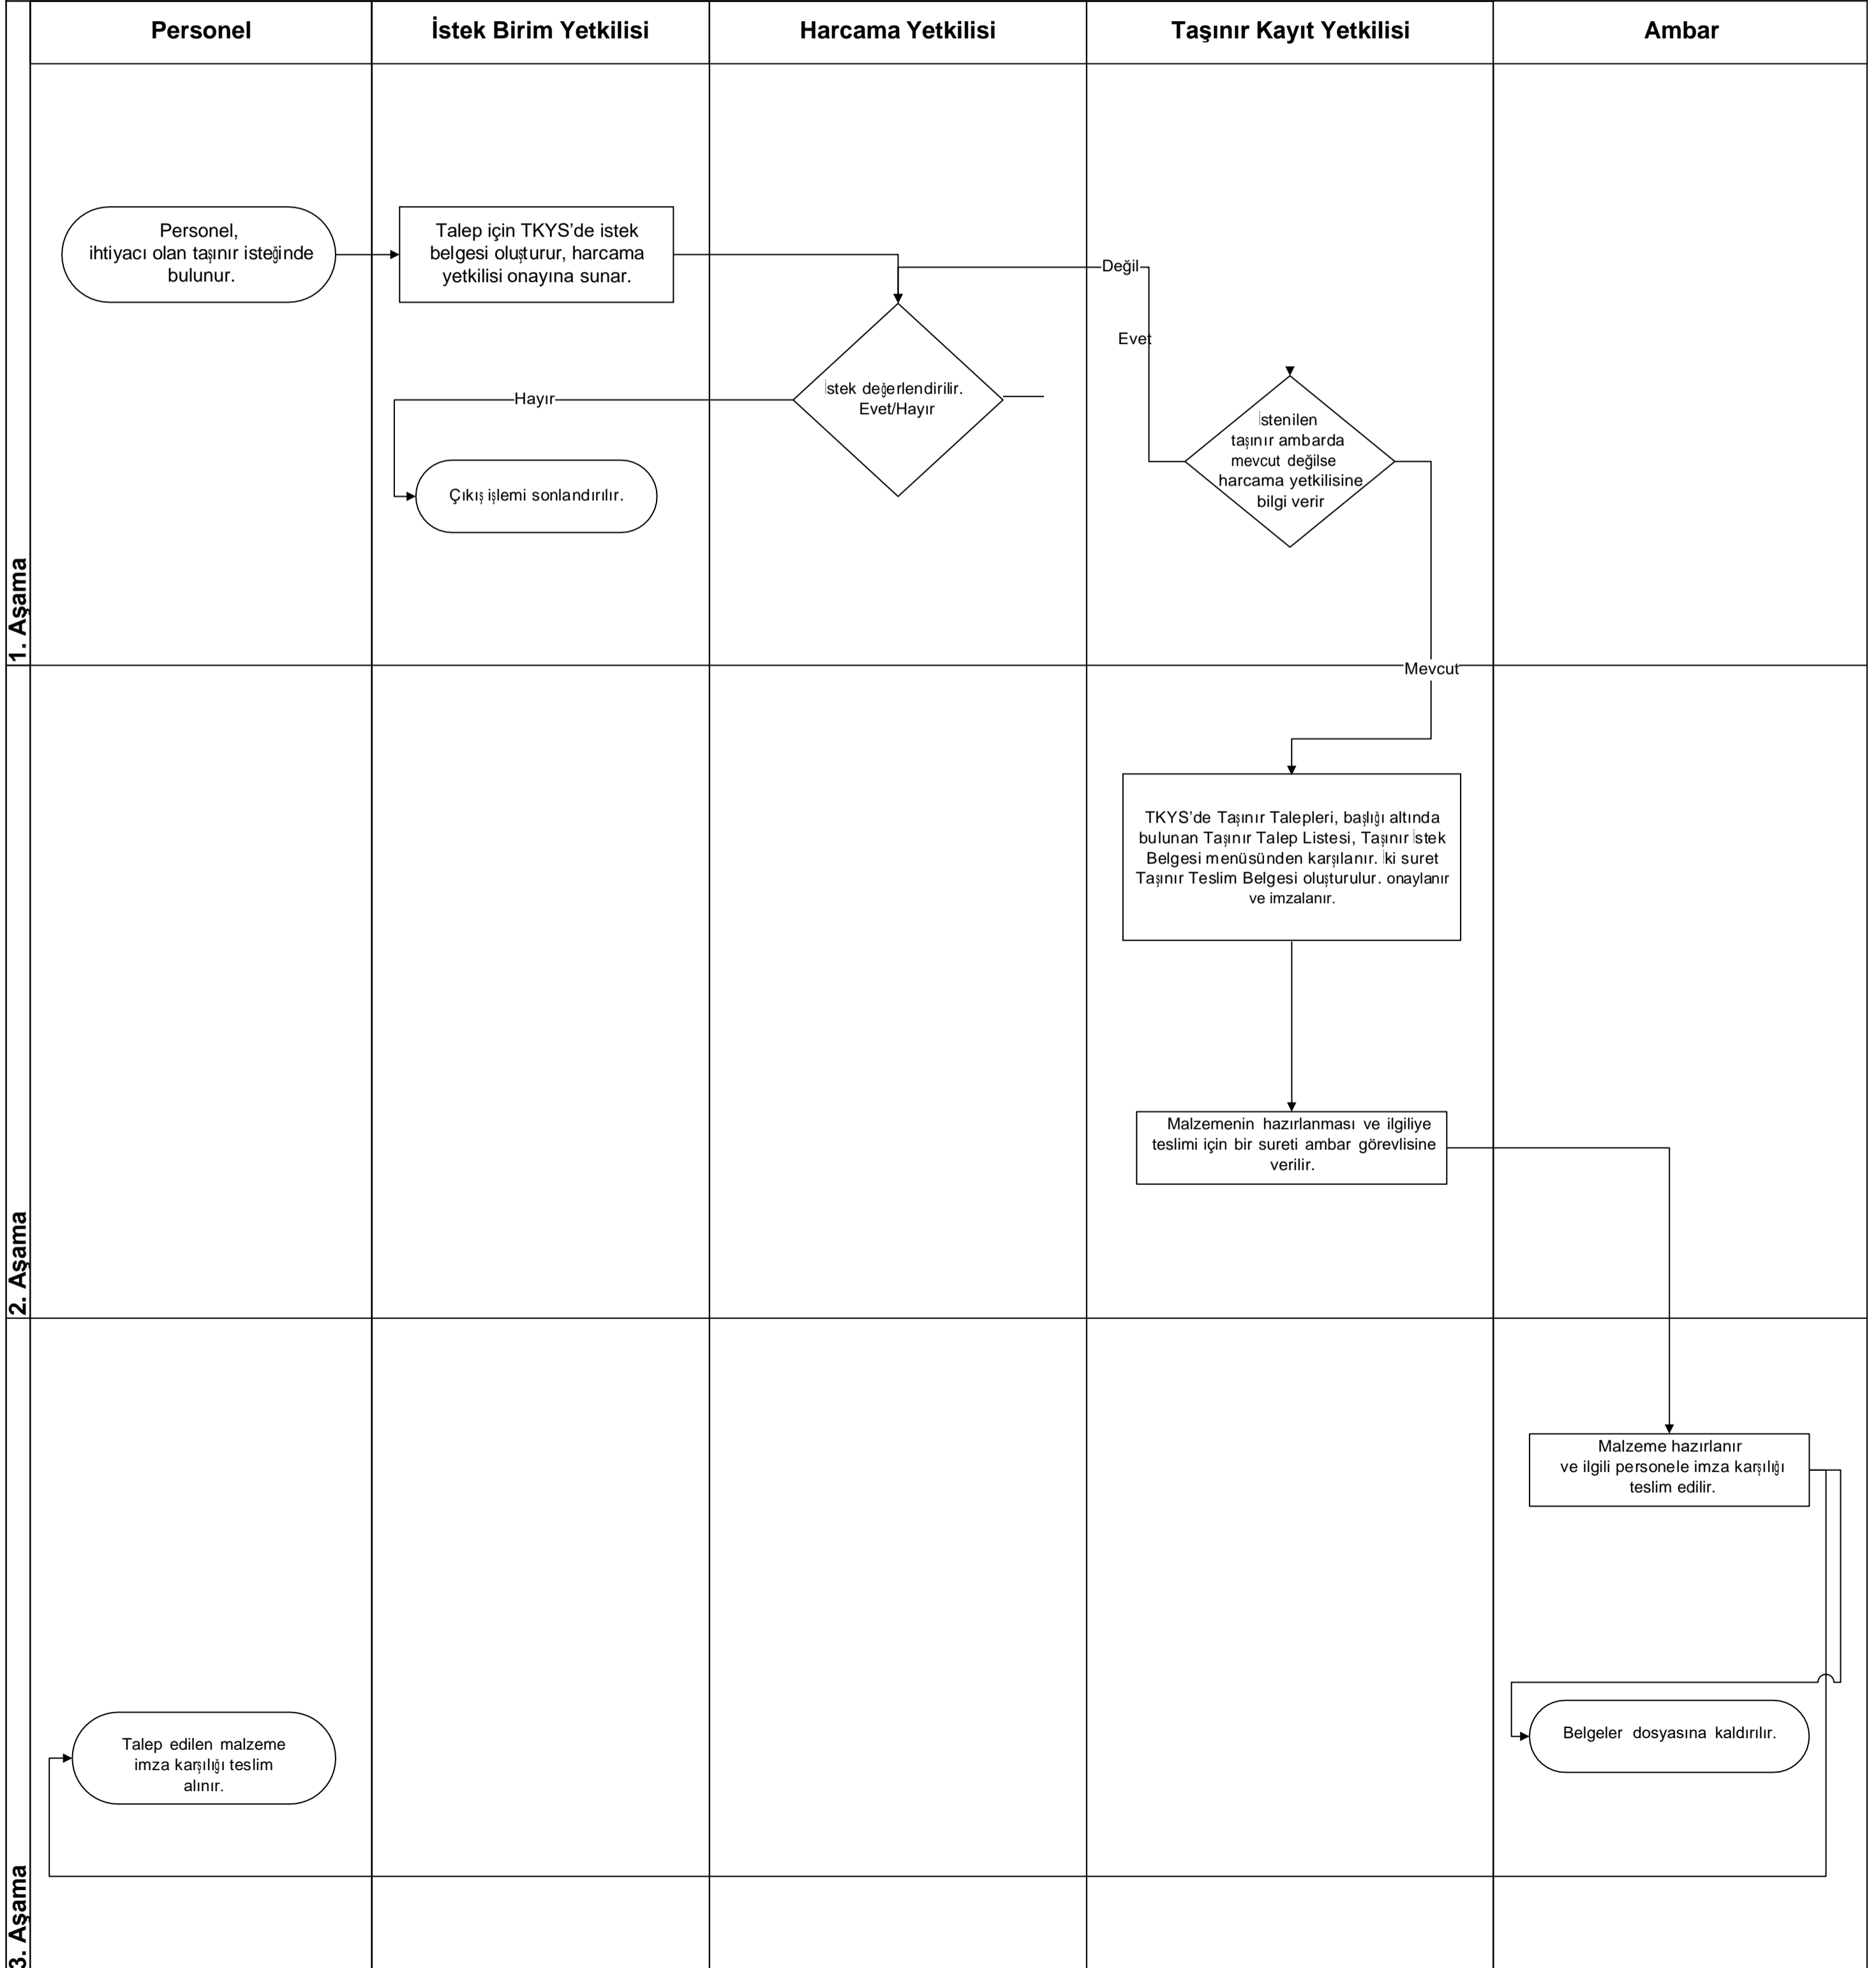 Personel
İstek Birim Yetkilisi
Harcama Yetkilisi
Taşınır Kayıt Yetkilisi
Ambar
1. Aşama
Personel,
ihtiyacı olan taşınır isteğinde
bulunur.
Talep için TKYS’de istek
belgesi oluşturur, harcama
yetkilisi onayına sunar.
Değil
Evet
İstek değerlendirilir.
Evet/Hayır
Hayır
Çıkış işlemi sonlandırılır.
İstenilen
taşınır ambarda
mevcut değilse
harcama yetkilisine
bilgi verir
Mevcut
2. Aşama
TKYS’de Taşınır Talepleri, başlığı altında
bulunan Taşınır Talep Listesi, Taşınır İstek
Belgesi menüsünden karşılanır. İki suret
Taşınır Teslim Belgesi oluşturulur. onaylanır
ve imzalanır.
Malzemenin hazırlanması ve ilgiliye
teslimi için bir sureti ambar görevlisine
verilir.
3. Aşama
Malzeme hazırlanır
ve ilgili personele imza karşılığı
teslim edilir.
Belgeler dosyasına kaldırılır.
Talep edilen malzeme
imza karşılığı teslim
alınır.